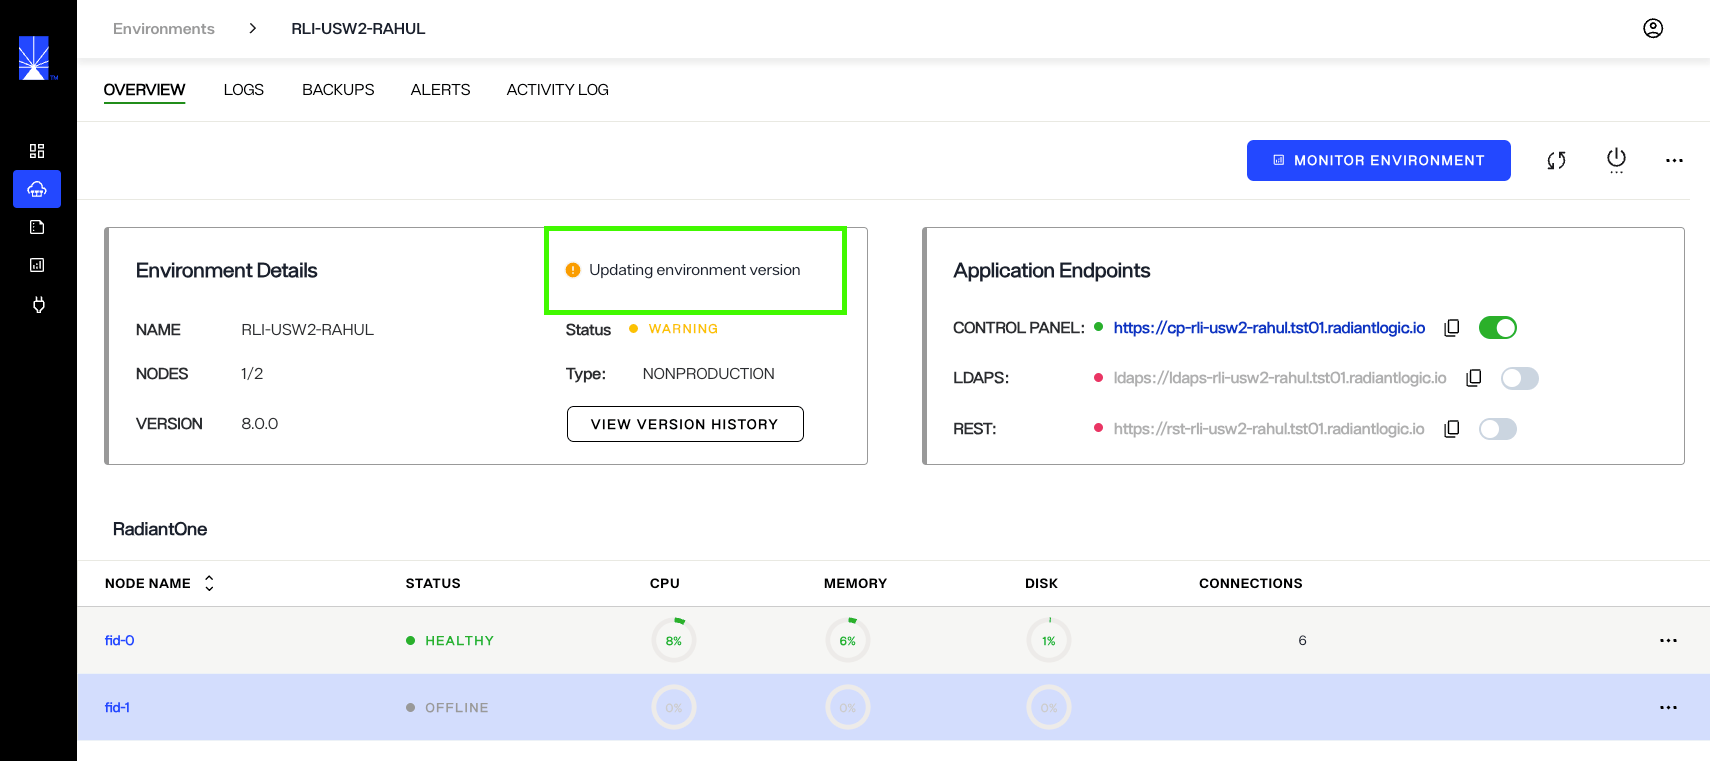 Environments > RLI-USW2-RAHUL
TM
OVERVIEW LOGS BACKUPS ALERTS ACTIVITY LOG
MONITOR ENVIRONMENT
Environment Details
Updating environment version
NAME RLI-USW2-RAHUL
Status WARNING
NODES 1/2
Type: NONPRODUCTION
VERSION 8.0.0
VIEW VERSION HISTORY
Application Endpoints
CONTROL PANEL: https://cp-rli-usw2-rahul.tst01.radiantlogic.io
LDAPS: ldaps://ldaps-rli-usw2-rahul.tst01.radiantlogic.io
REST: https://rst-rli-usw2-rahul.tst01.radiantlogic.io
RadiantOne
NODE NAME STATUS CPU MEMORY DISK CONNECTIONS
fid-0 HEALTHY 8% 6% 1% 6
fid-1 OFFLINE 0% 0% 0%